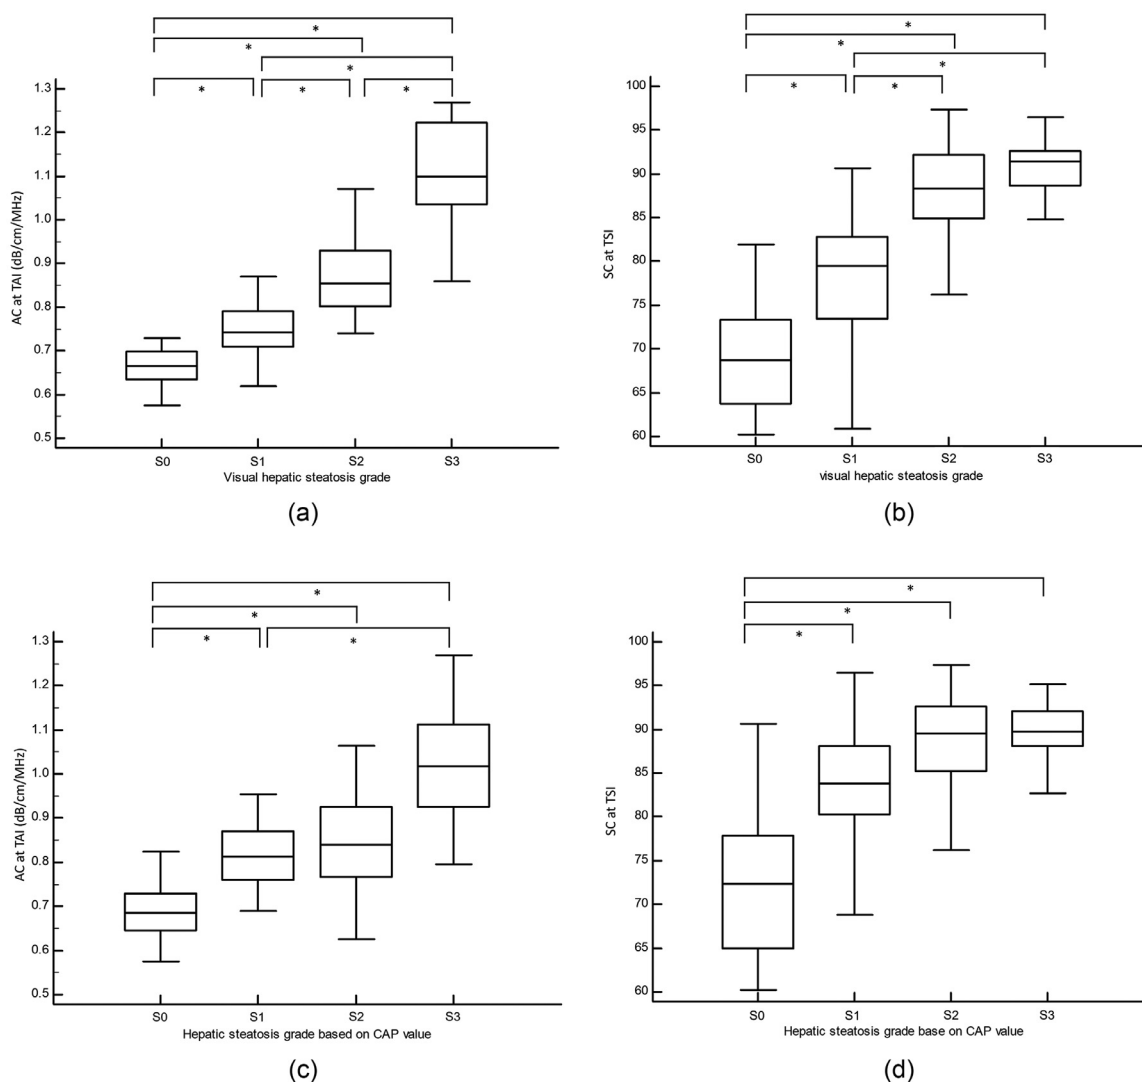 *
*
*
* * *
1.3
1.2
1.1
1.0
0.9
0.8
0.7
0.6
0.5
AC at TAI (dB/cm/MHz)
S0 S1 S2 S3
Visual hepatic steatosis grade
(a)
*
*
*
* *
100
95
90
85
80
75
70
65
60
SC at TSI
S0 S1 S2 S3
visual hepatic steatosis grade
(b)
*
*
* *
1.3
1.2
1.1
1.0
0.9
0.8
0.7
0.6
0.5
AC at TAI (dB/cm/MHz)
S0 S1 S2 S3
Hepatic steatosis grade based on CAP value
(c)
*
*
*
100
95
90
85
80
75
70
65
60
SC at TSI
S0 S1 S2 S3
Hepatic steatosis grade base on CAP value
(d)